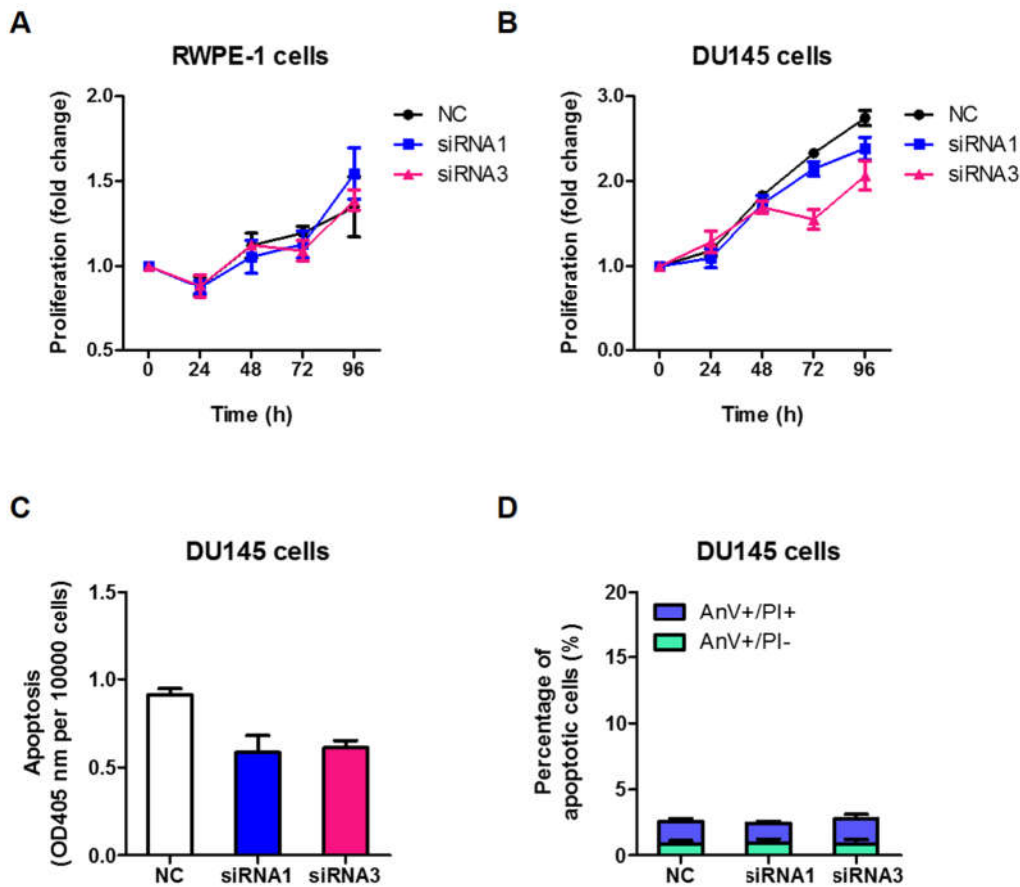 A
RWPE-1 cells
Proliferation (fold change)
2.0
1.5
1.0
0.5
0 24 48 72 96
Time (h)
NC
siRNA1
siRNA3
B
DU145 cells
Proliferation (fold change)
3.0
2.0
1.0
0.0
0 24 48 72 96
Time (h)
NC
siRNA1
siRNA3
C
DU145 cells
Apoptosis
(OD405 nm per 10000 cells)
1.5
1.0
0.5
0.0
NC siRNA1 siRNA3
D
DU145 cells
Percentage of
apoptotic cells (%)
20
15
10
5
0
AnV+/PI+
AnV+/PI-
NC siRNA1 siRNA3